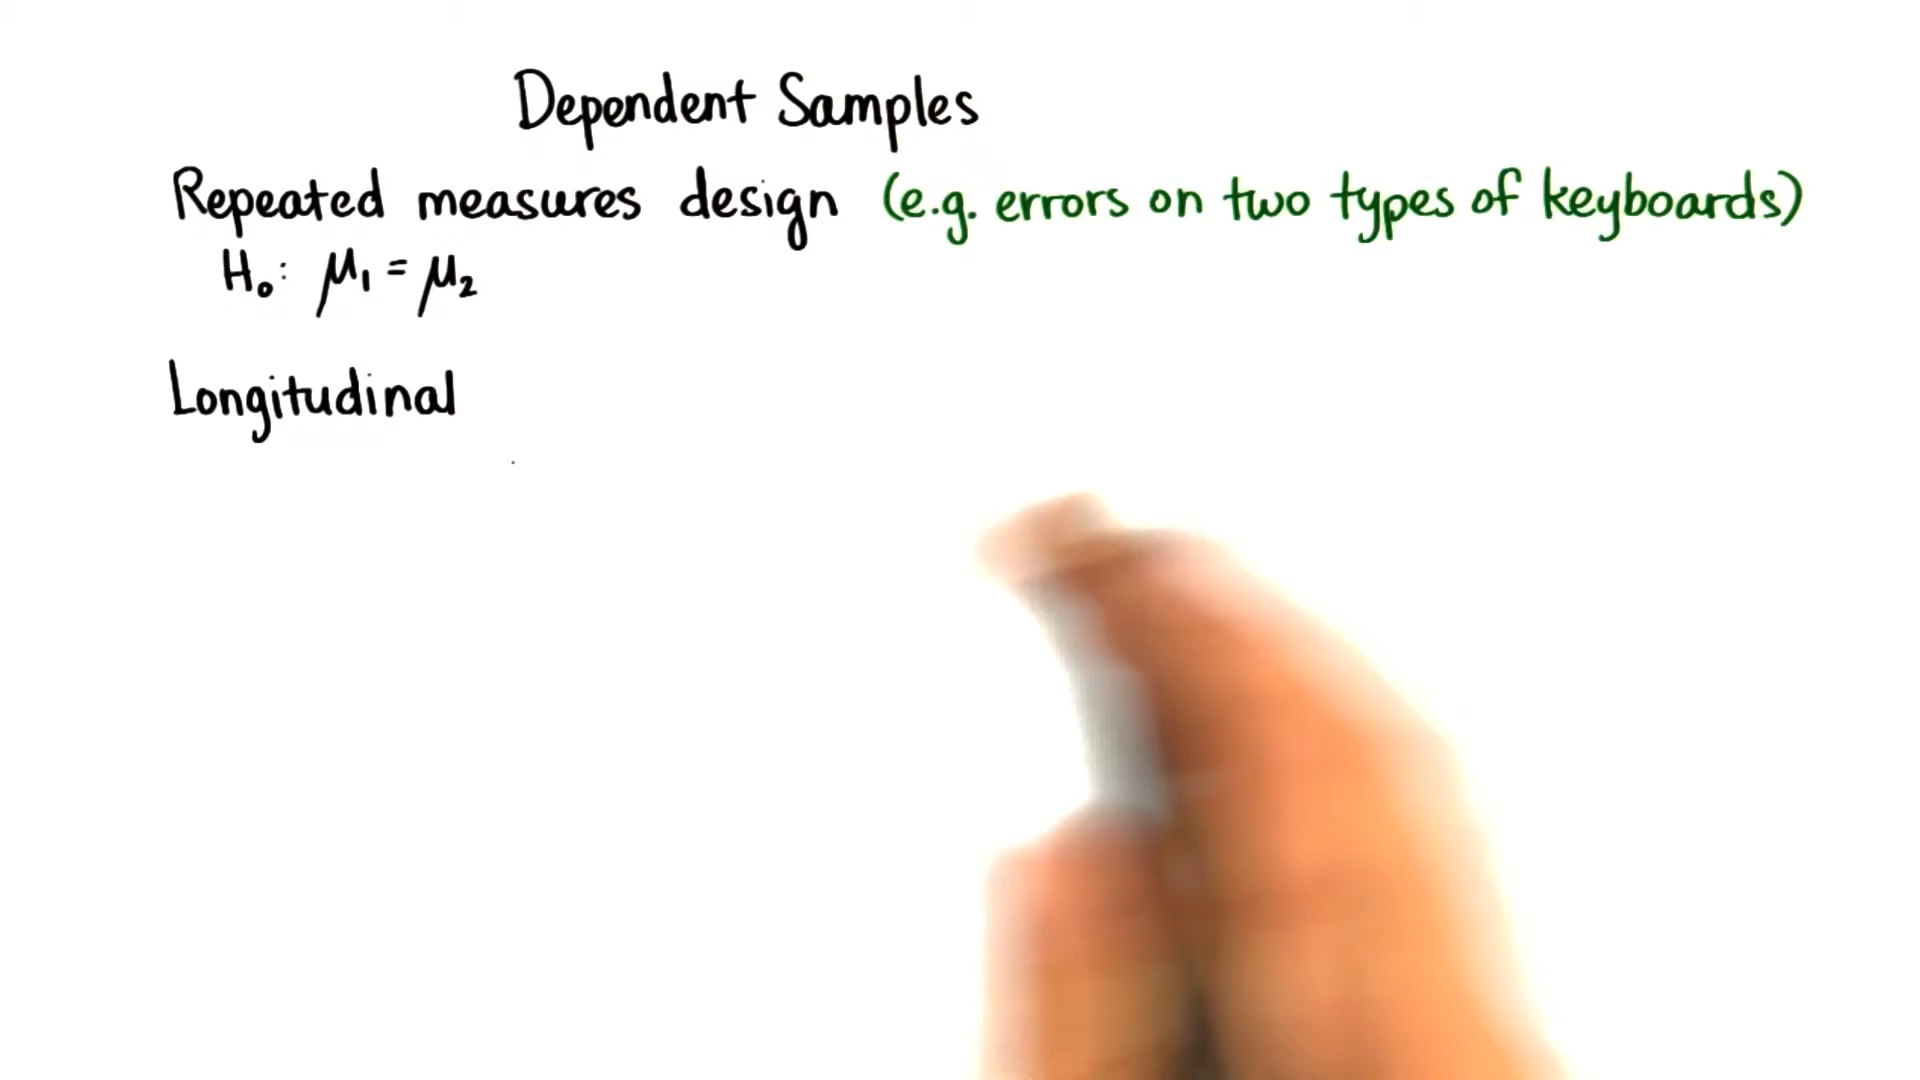 Dependent Samples
Repeated measures design (e.g. errors on two types of keyboards)
H₀: μ₁ = μ₂
Longitudinal